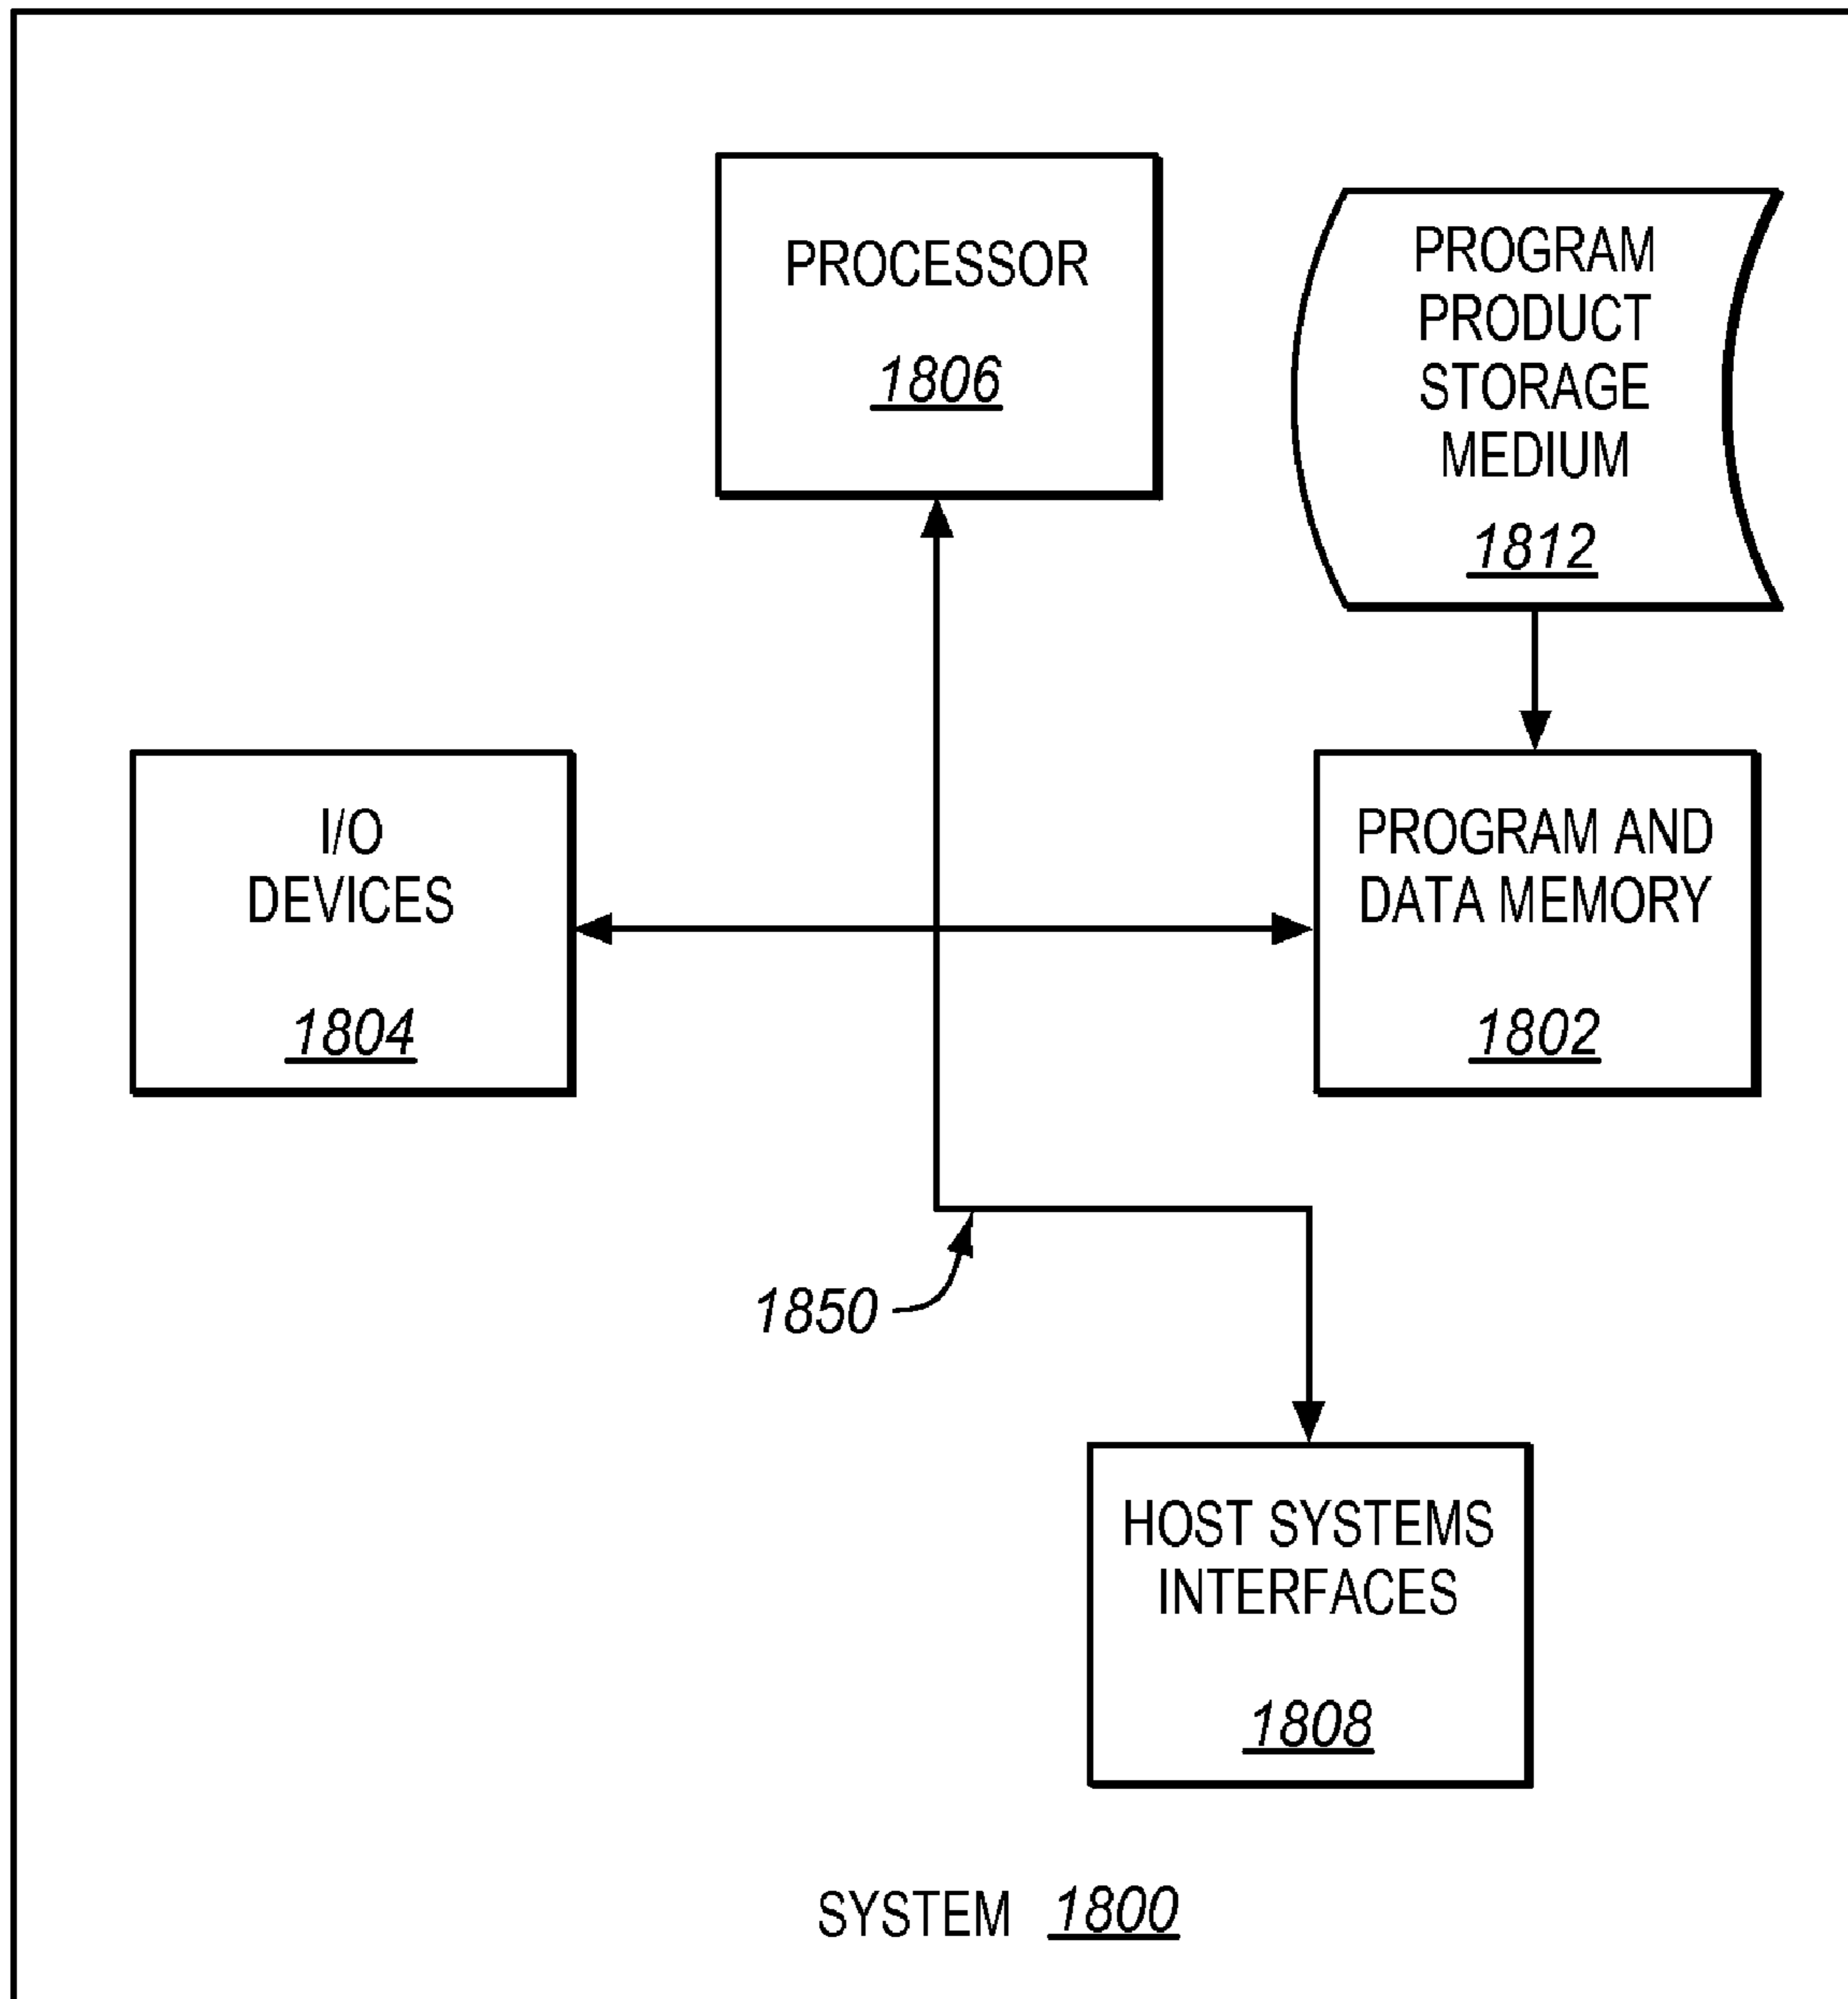 PROCESSOR
1806
PROGRAM
PRODUCT
STORAGE
MEDIUM
1812
I/O
DEVICES
1804
PROGRAM AND
DATA MEMORY
1802
1850
HOST SYSTEMS
INTERFACES
1808
SYSTEM 1800